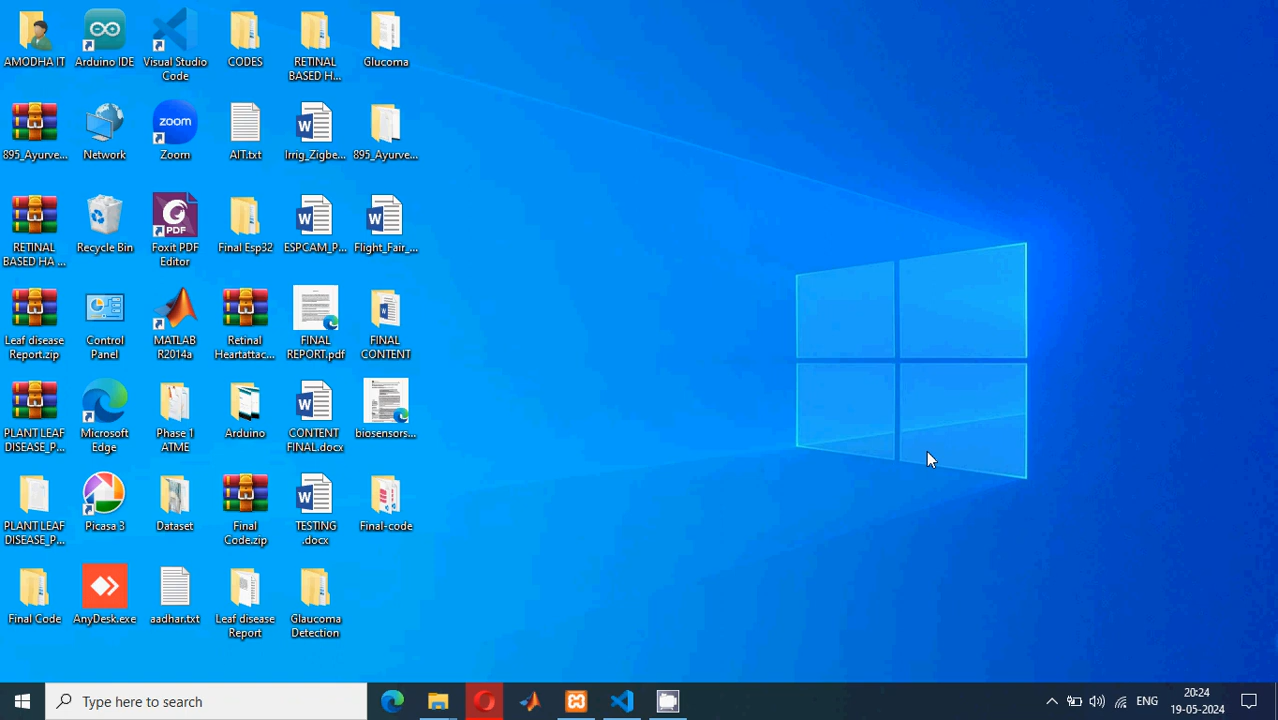 AMODHA IT
Arduino IDE
Visual Studio
Code
CODES
RETINAL
BASED H...
Glucoma
895_Ayurve...
Network
zoom
Zoom
AIT.txt
Irrig_Zigbe...
895_Ayurve...
RETINAL
BASED HA ...
Recycle Bin
PDF
Foxit PDF
Editor
Final Esp32
ESPCAM_P...
Flight_Fair_...
Leaf disease
Report.zip
Control
Panel
MATLAB
R2014a
Retinal
Heartattac...
FINAL
REPORT.pdf
FINAL
CONTENT
PLANT LEAF
DISEASE_P...
Microsoft
Edge
Phase 1
ATME
Arduino
CONTENT
FINAL.docx
biosensors...
PLANT LEAF
DISEASE_P...
Picasa 3
Dataset
Final
Code.zip
TESTING
.docx
Final-code
Final Code
AnyDesk.exe
aadhar.txt
Leaf disease
Report
Glaucoma
Detection
Type here to search
ENG
20:24
19-05-2024